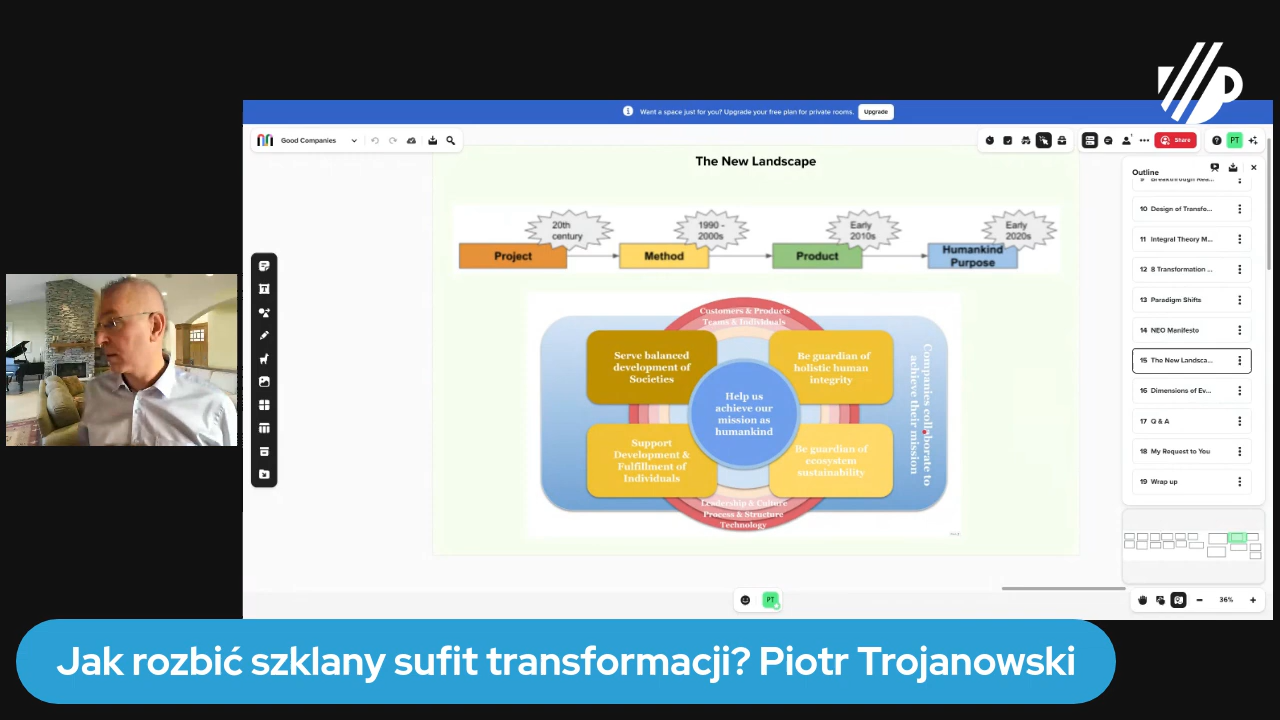 Want a space just for you? Upgrade your free plan for private rooms.
Upgrade
Good Companies
Share
PT
The New Landscape
20th
century
1990 -
2000s
Early
2010s
Early
2020s
Project
Method
Product
Humankind
Purpose
Customers & Products
Teams & Individuals
Serve balanced
development of
Societies
Be guardian of
holistic human
integrity
Help us
achieve our
mission as
humankind
Support
Development &
Fulfillment of
Individuals
Be guardian of
ecosystem
sustainability
Companies collaborate to
achieve their mission
Leadership & Culture
Process & Structure
Technology
Outline
10 Design of Transfo...
11 Integral Theory M...
12 8 Transformation ...
13 Paradigm Shifts
14 NEO Manifesto
15 The New Landsca...
16 Dimensions of Ev...
17 Q & A
18 My Request to You
19 Wrap up
PT
36%
Jak rozbić szklany sufit transformacji? Piotr Trojanowski